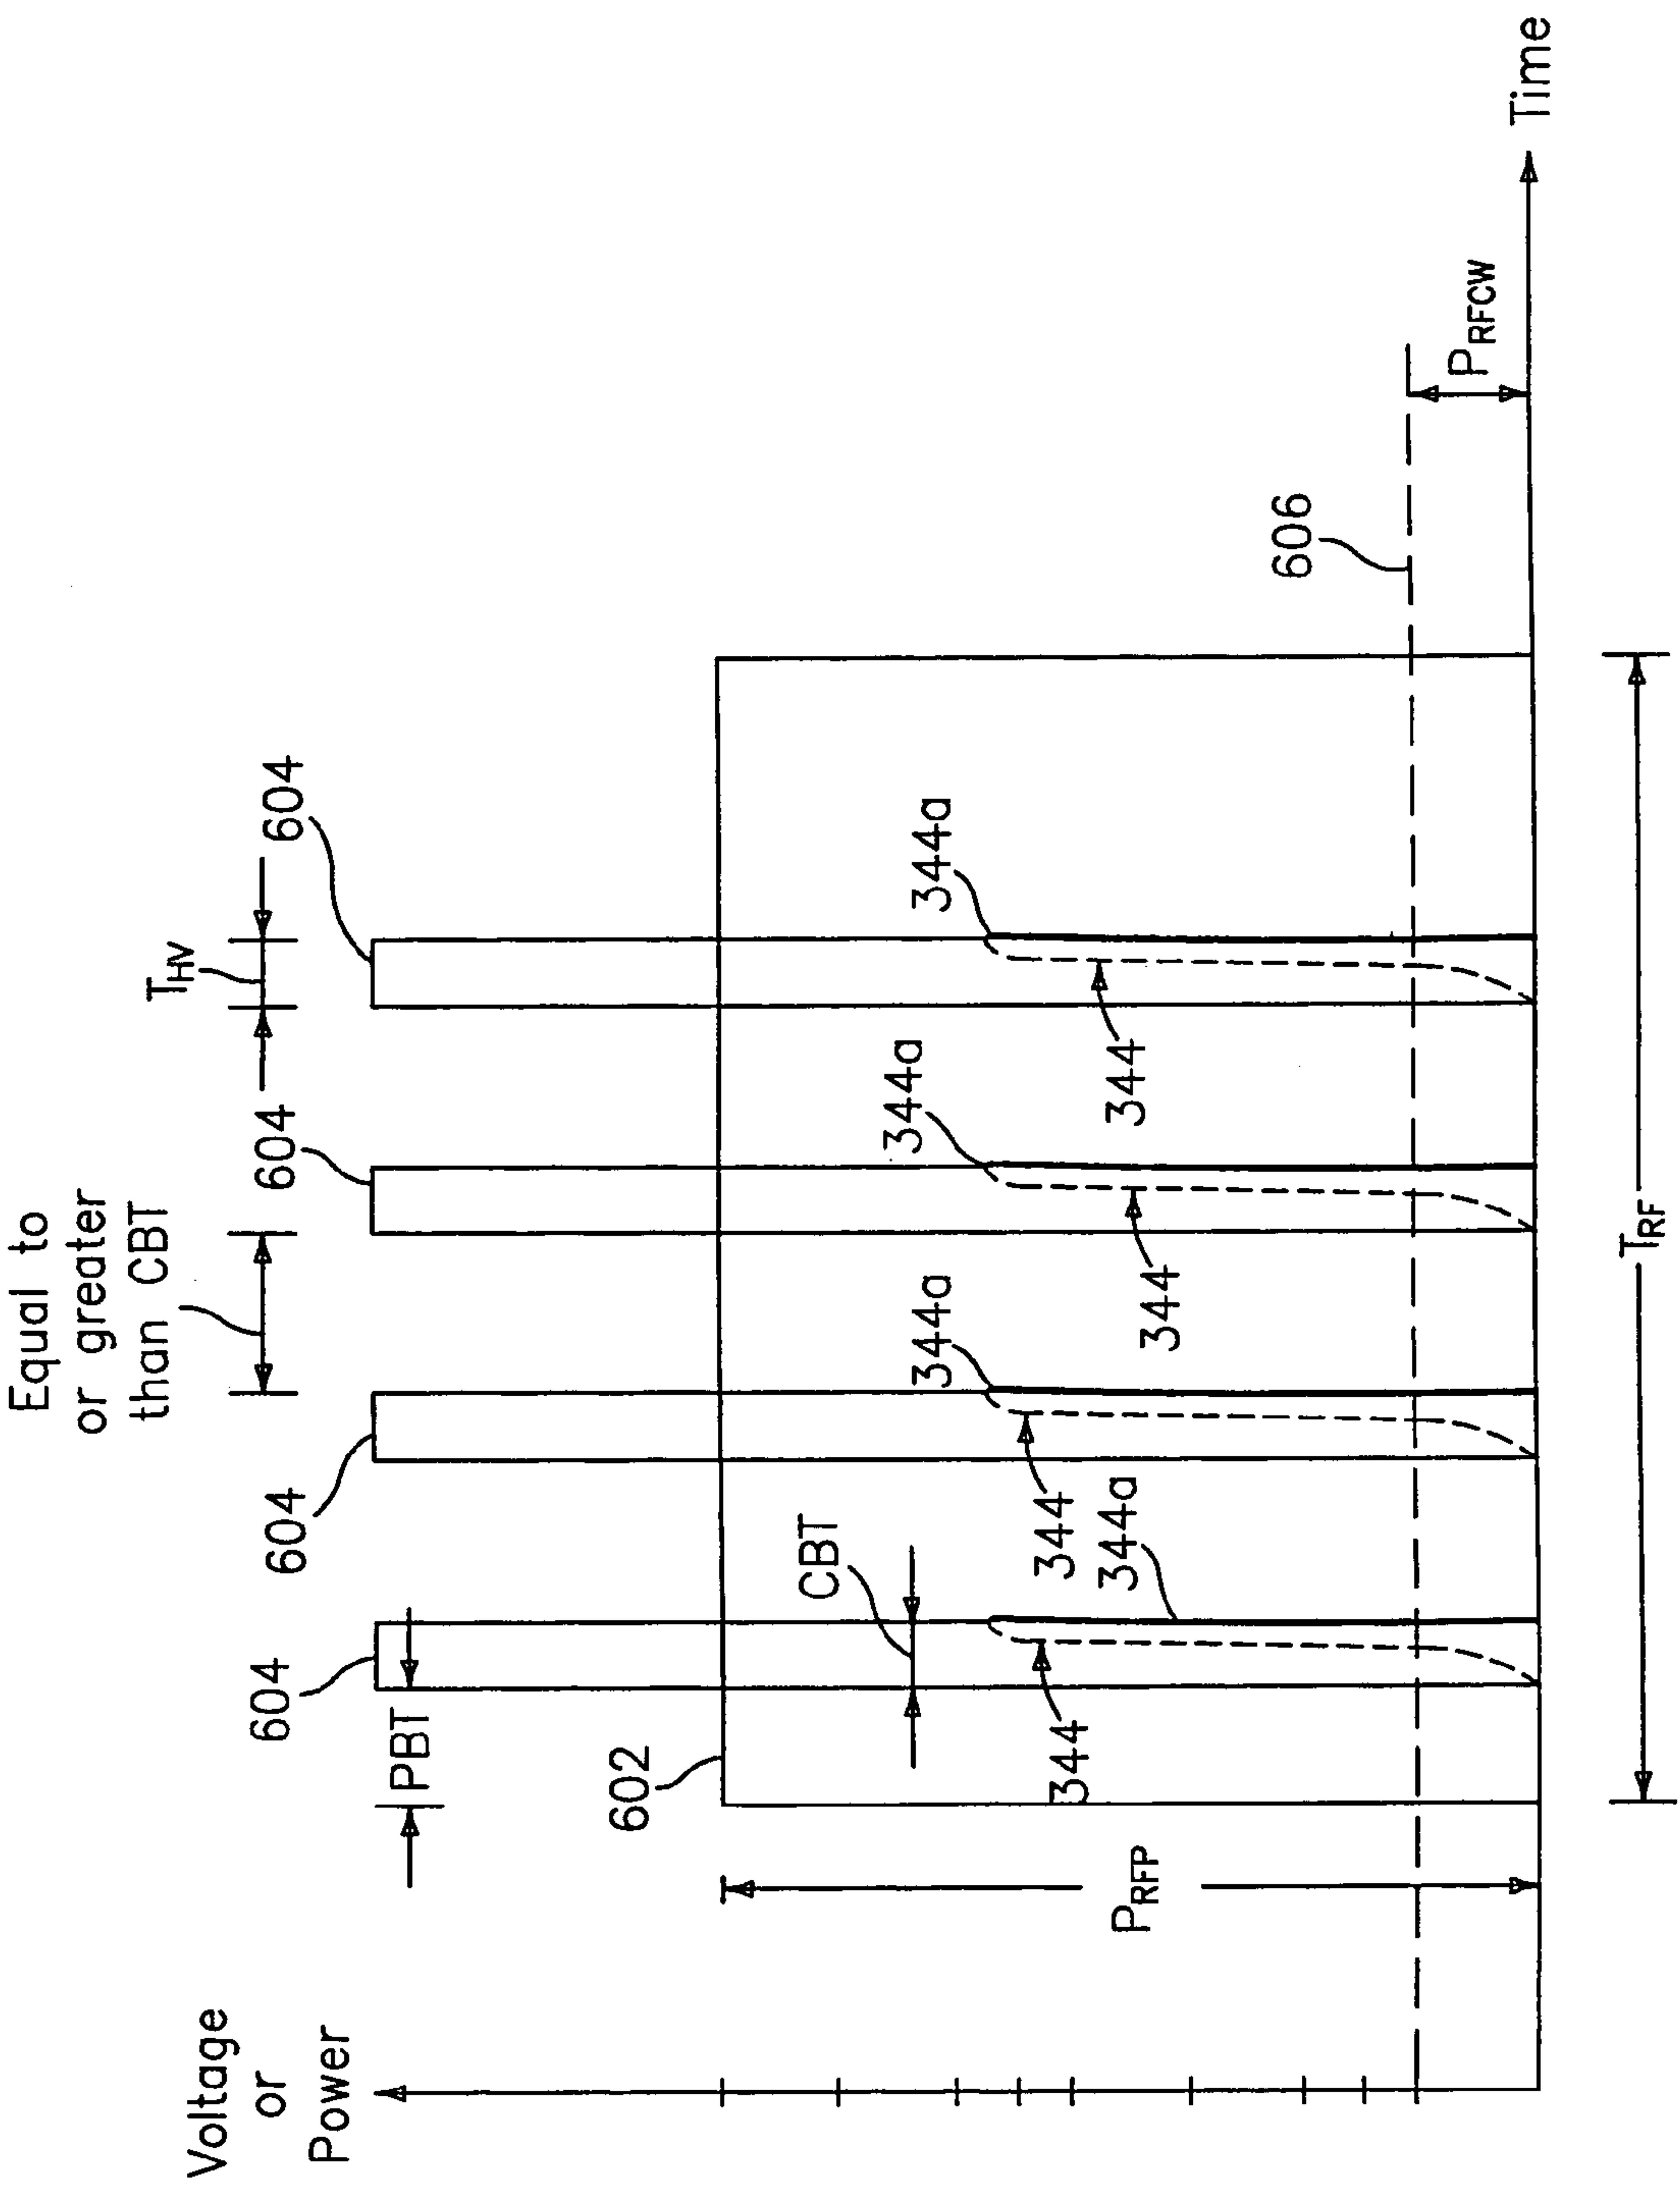 Voltage
or
Power
Equal to
or greater
than CBT
T_HV
604
604
604
604
PBT
602
CBT
344a
344a
344a
344a
344
344
344
344
606
P_RFP
P_RFCW
Time
T_RF